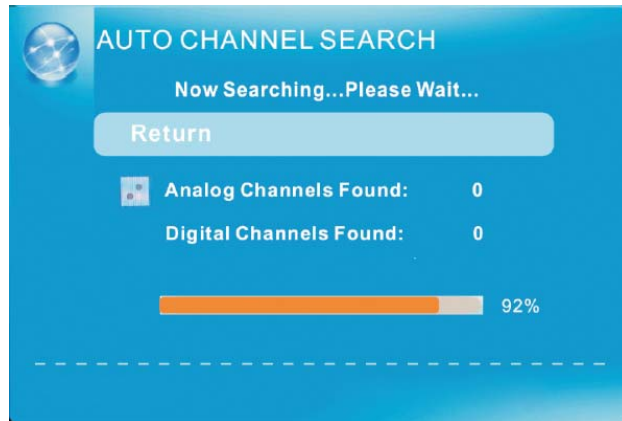 AUTO CHANNEL SEARCH
Now Searching...Please Wait...
Return
Analog Channels Found: 0
Digital Channels Found: 0
92%